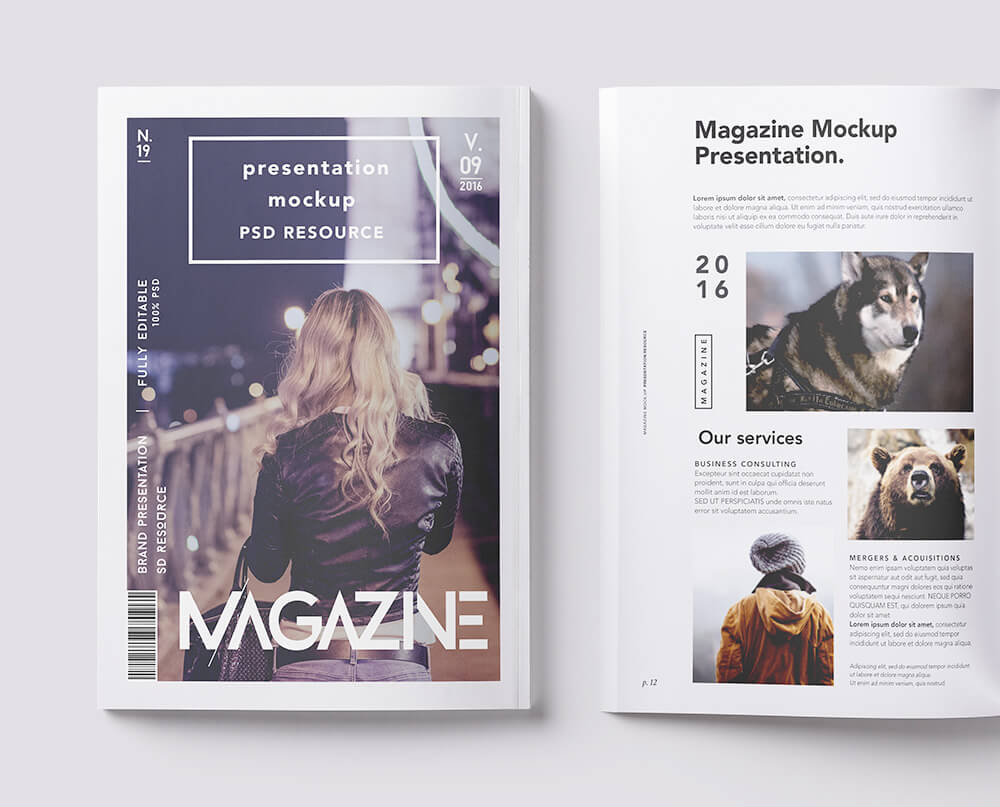 N.
19
presentation
mockup
PSD RESOURCE
V.
09
2016
FULLY EDITABLE
100% PSD
BRAND PRESENTATION |
SD RESOURCE
MAGAZINE
Magazine Mockup
Presentation.
Lorem ipsum dolor sit amet, consectetur adipiscing elit, sed do eiusmod tempor incididunt ut
labore et dolore magna aliqua. Ut enim ad minim veniam, quis nostrud exercitation ullamco
laboris nisi ut aliquip ex ea commodo consequat. Duis aute irure dolor in reprehenderit in
voluptate velit esse cillum dolore eu fugiat nulla pariatur.
20
16
MAGAZINE
MAGAZINE MOCK UP PRESENTATION RESOURCE
Our services
BUSINESS CONSULTING
Excepteur sint occaecat cupidatat non
proident, sunt in culpa qui officia deserunt
mollit anim id est laborum.
SED UT PERSPICIATIS unde omnis iste natus
error sit voluptatem accusantium.
MERGERS & ACQUISITIONS
Nemo enim ipsam voluptatem quia voluptas
sit aspernatur aut odit aut fugit, sed quia
consequuntur magni dolores eos qui ratione
voluptatem sequi nesciunt. NEQUE PORRO
QUISQUAM EST, qui dolorem ipsum quia
dolor sit amet
Lorem ipsum dolor sit amet, consectetur
adipiscing elit, sed do eiusmod tempor
incididunt ut labore et dolore magna aliqua.
Adipiscing elit, sed do eiusmod tempor incididunt
ut labore et dolore magna aliqua.
Ut enim ad minim veniam, quis nostrud.
p. 12